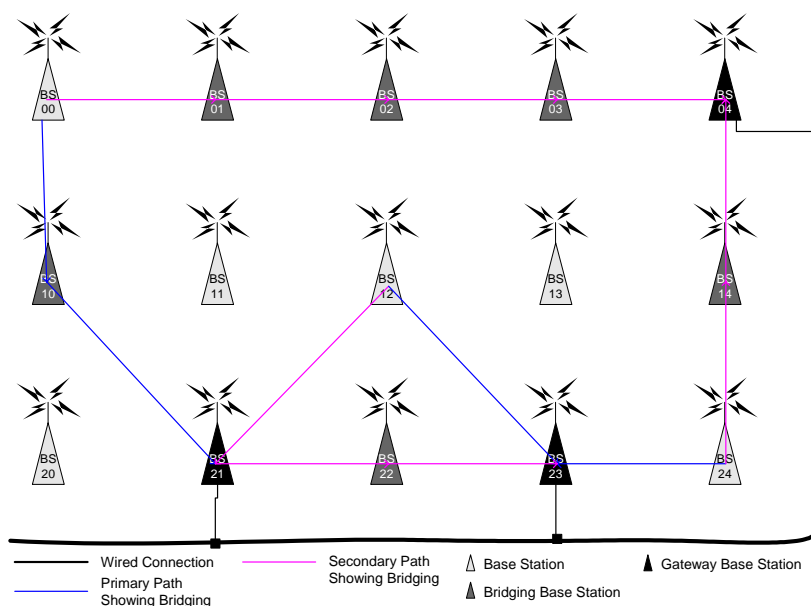 BS
00
BS
01
BS
02
BS
03
BS
04
BS
10
BS
11
BS
12
BS
13
BS
14
BS
20
BS
21
BS
22
BS
23
BS
24
Wired Connection
Primary Path
Showing Bridging
Secondary Path
Showing Bridging
Base Station
Bridging Base Station
Gateway Base Station